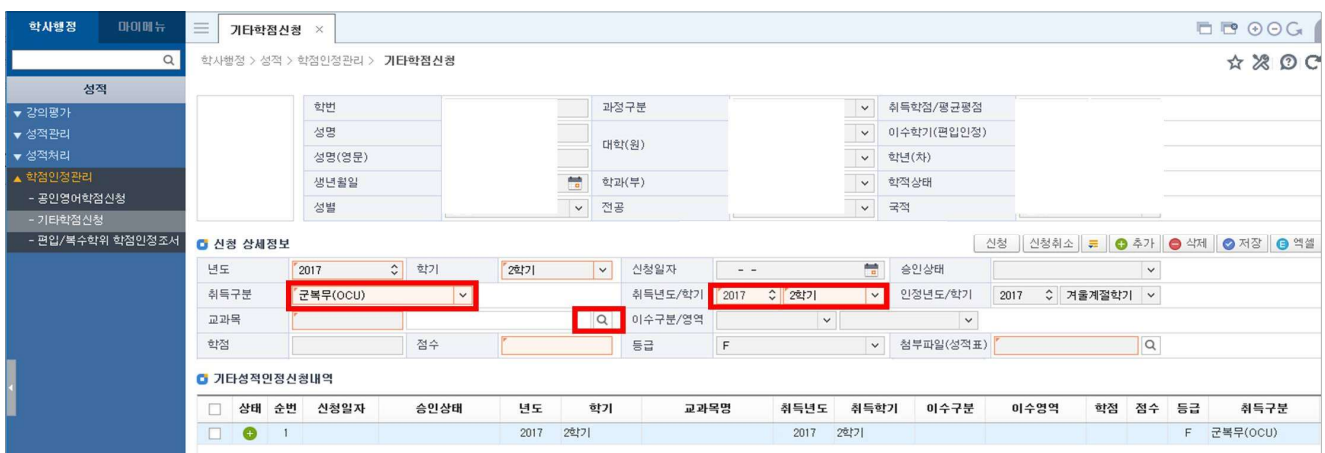 학사행정 마이메뉴 기타학점신청 ×
학사행정 > 성적 > 학점인정관리 > 기타학점신청
성적
▼ 강의평가
▼ 성적관리
▼ 성적처리
▲ 학점인정관리
- 공인영어학점신청
- 기타학점신청
- 편입/복수학위 학점인정조서
학번 과정구분 취득학점/평균평점
성명 대학(원) 이수학기(편입인정)
성명(영문) 학년(차)
생년월일 학과(부) 학적상태
성별 전공 국적
신청 상세정보 신청 신청취소 추가 삭제 저장 엑셀
년도 2017 학기 2학기 신청일자 - - 승인상태
취득구분 군복무(OCU) 취득년도/학기 2017 2학기 인정년도/학기 2017 겨울계절학기
교과목 이수구분/영역
학점 점수 등급 F 첨부파일(성적표)
기타성적인정신청내역
상태 순번 신청일자 승인상태 년도 학기 교과목명 취득년도 취득학기 이수구분 이수영역 학점 점수 등급 취득구분
1 2017 2학기 2017 2학기 F 군복무(OCU)